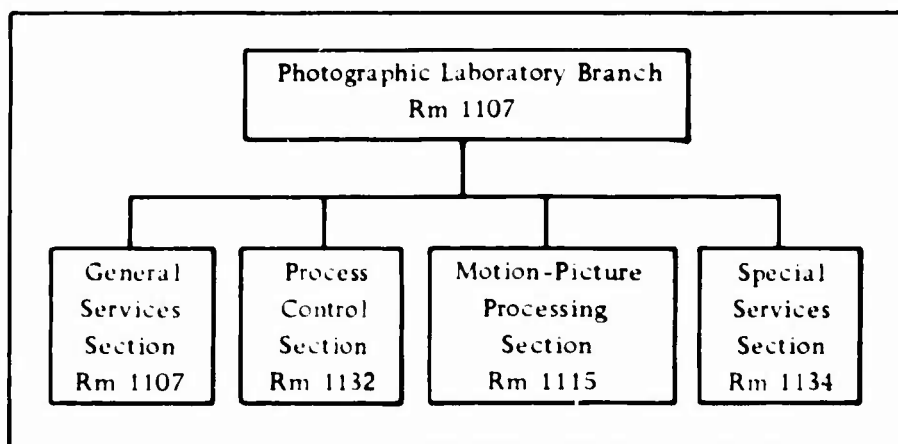 Photographic Laboratory Branch
Rm 1107
General
Services
Section
Rm 1107
Process
Control
Section
Rm 1132
Motion-Picture
Processing
Section
Rm 1115
Special
Services
Section
Rm 1134